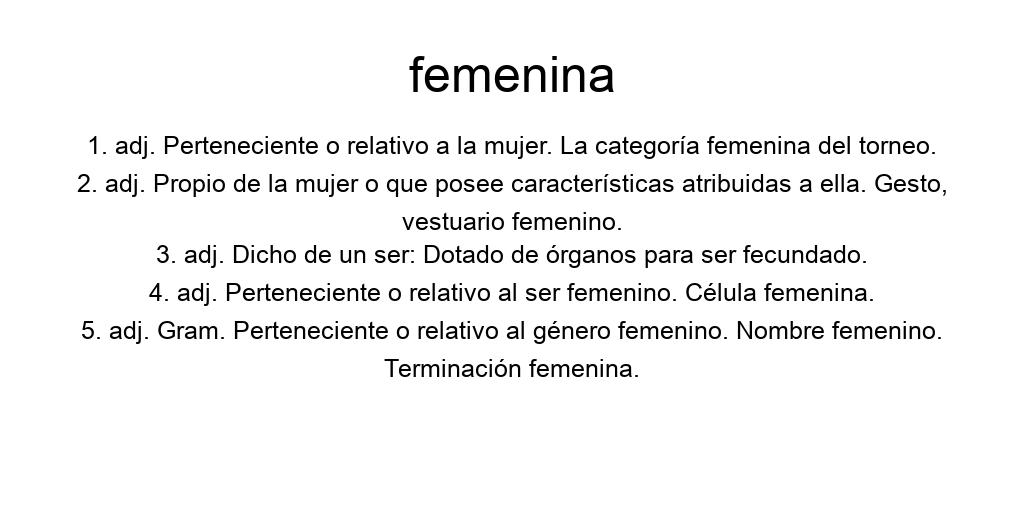 femenina
1. adj. Perteneciente o relativo a la mujer. La categoría femenina del torneo.
2. adj. Propio de la mujer o que posee características atribuidas a ella. Gesto,
vestuario femenino.
3. adj. Dicho de un ser: Dotado de órganos para ser fecundado.
4. adj. Perteneciente o relativo al ser femenino. Célula femenina.
5. adj. Gram. Perteneciente o relativo al género femenino. Nombre femenino.
Terminación femenina.